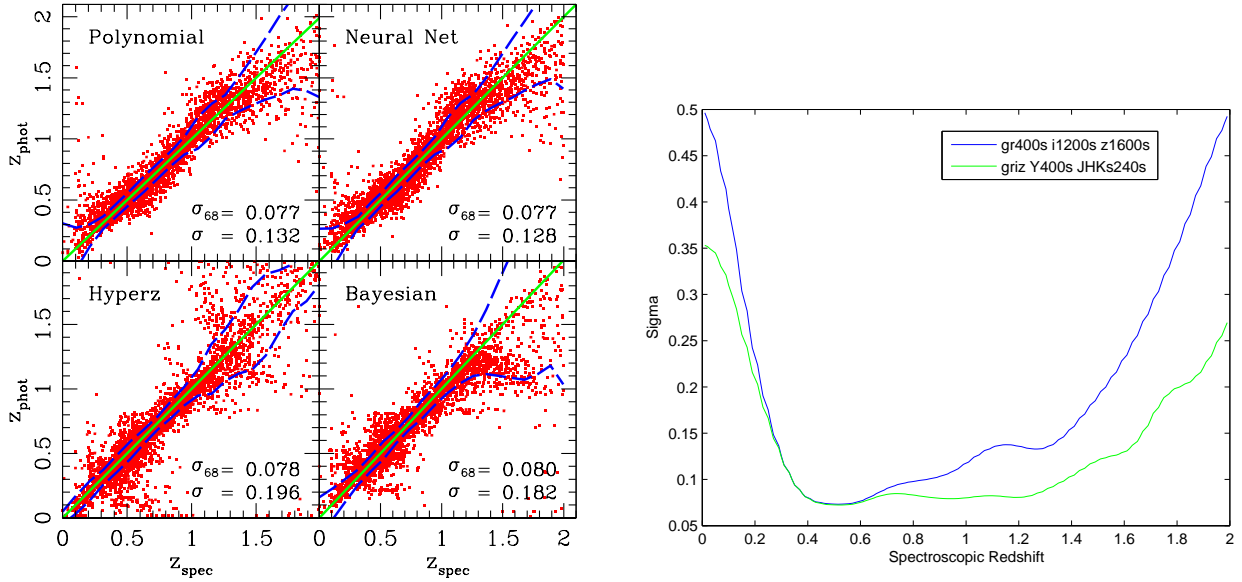 2
1.5
1
0.5
0
z_phot
Polynomial
σ_68 = 0.077
σ = 0.132
Neural Net
σ_68 = 0.077
σ = 0.128
1.5
1
0.5
0
z_phot
Hyperz
σ_68 = 0.078
σ = 0.196
Bayesian
σ_68 = 0.080
σ = 0.182
0 0.5 1 1.5 0 0.5 1 1.5 2
z_spec z_spec
0.5
0.45
0.4
0.35
0.3
0.25
0.2
0.15
0.1
0.05
Sigma
gr400s i1200s z1600s
griz Y400s JHKs240s
0 0.2 0.4 0.6 0.8 1 1.2 1.4 1.6 1.8 2
Spectroscopic Redshift